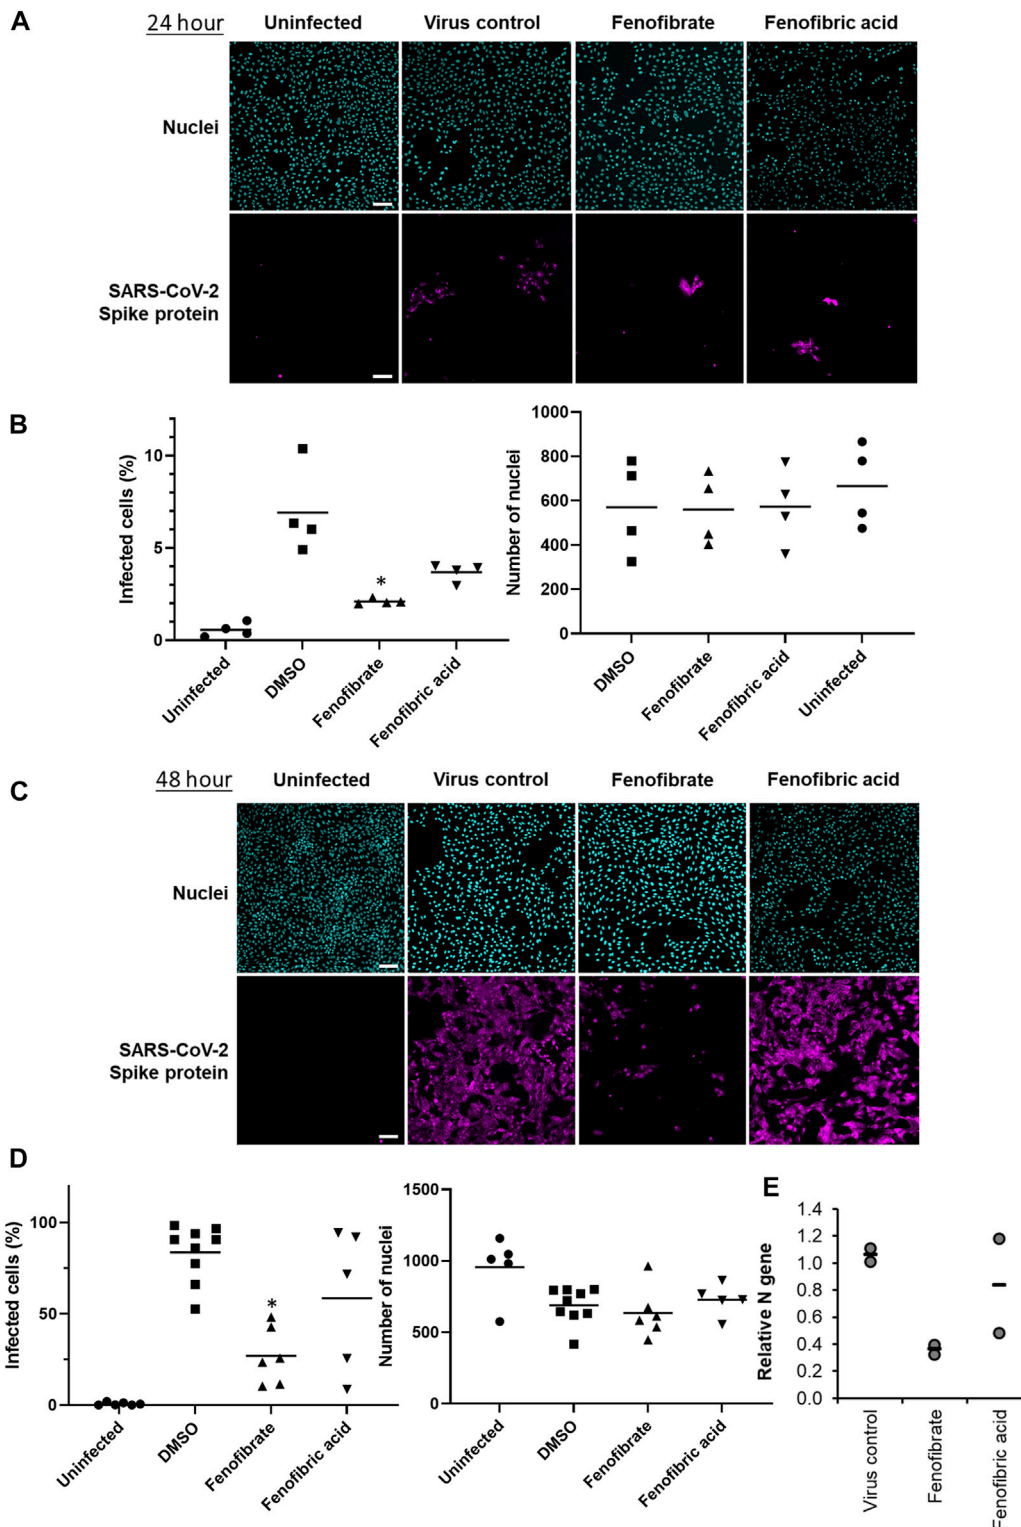 A
24 hour
Uninfected
Virus control
Fenofibrate
Fenofibric acid
Nuclei
SARS-CoV-2
Spike protein
B
Infected cells (%)
10
5
0
*
Uninfected
DMSO
Fenofibrate
Fenofibric acid
Number of nuclei
1000
800
600
400
200
0
DMSO
Fenofibrate
Fenofibric acid
Uninfected
C
48 hour
Uninfected
Virus control
Fenofibrate
Fenofibric acid
Nuclei
SARS-CoV-2
Spike protein
D
Infected cells (%)
100
50
0
*
Uninfected
DMSO
Fenofibrate
Fenofibric acid
Number of nuclei
1500
1000
500
0
Uninfected
DMSO
Fenofibrate
Fenofibric acid
E
Relative N gene
1.4
1.2
1.0
0.8
0.6
0.4
0.2
0.0
Virus control
Fenofibrate
Fenofibric acid